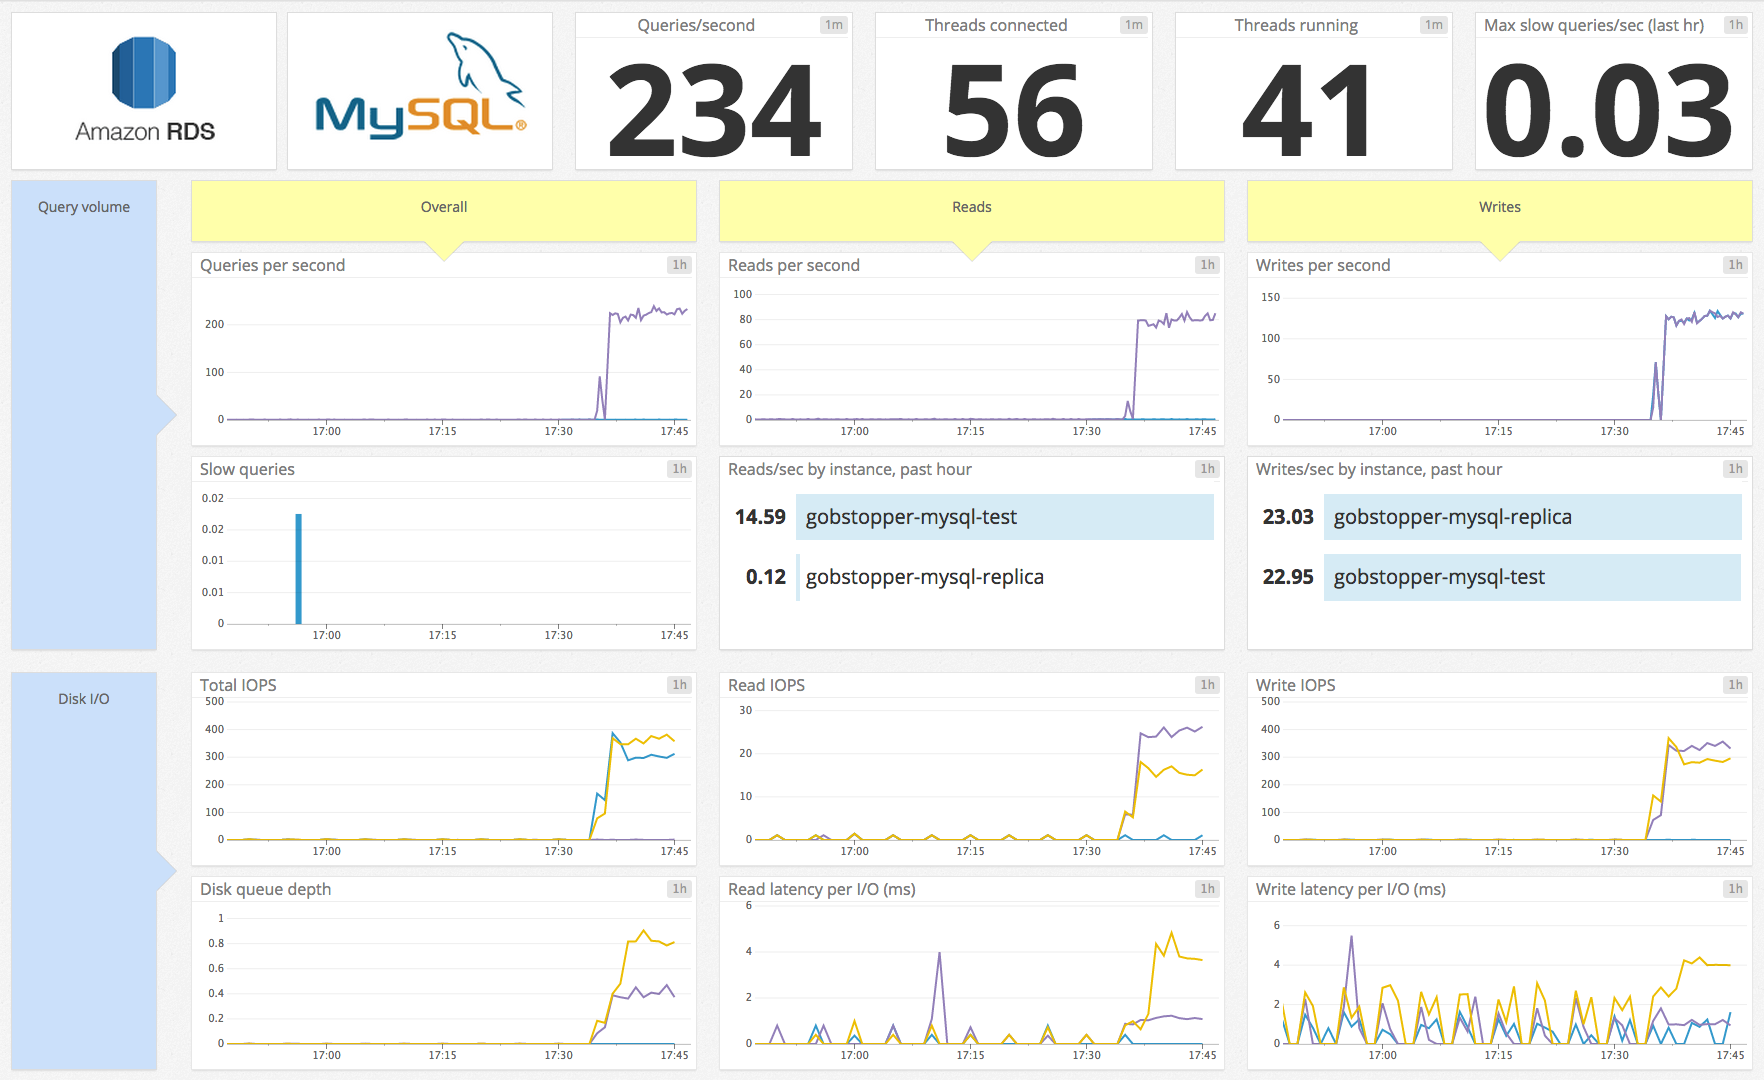 Amazon RDS
MySQL®
Queries/second 1m
234
Threads connected 1m
56
Threads running 1m
41
Max slow queries/sec (last hr) 1h
0.03
Query volume
Overall
Reads
Writes
Queries per second 1h
200
100
0
17:00 17:15 17:30 17:45
Reads per second 1h
100
80
60
40
20
0
17:00 17:15 17:30 17:45
Writes per second 1h
150
100
50
0
17:00 17:15 17:30 17:45
Slow queries 1h
0.02
0.02
0.01
0.01
0
17:00 17:15 17:30 17:45
Reads/sec by instance, past hour 1h
14.59 gobstopper-mysql-test
0.12 gobstopper-mysql-replica
Writes/sec by instance, past hour 1h
23.03 gobstopper-mysql-replica
22.95 gobstopper-mysql-test
Disk I/O
Total IOPS 1h
500
400
300
200
100
0
17:00 17:15 17:30 17:45
Read IOPS 1h
30
20
10
0
17:00 17:15 17:30 17:45
Write IOPS 1h
500
400
300
200
100
0
17:00 17:15 17:30 17:45
Disk queue depth 1h
1
0.8
0.6
0.4
0.2
0
17:00 17:15 17:30 17:45
Read latency per I/O (ms) 1h
6
4
2
0
17:00 17:15 17:30 17:45
Write latency per I/O (ms) 1h
6
4
2
0
17:00 17:15 17:30 17:45